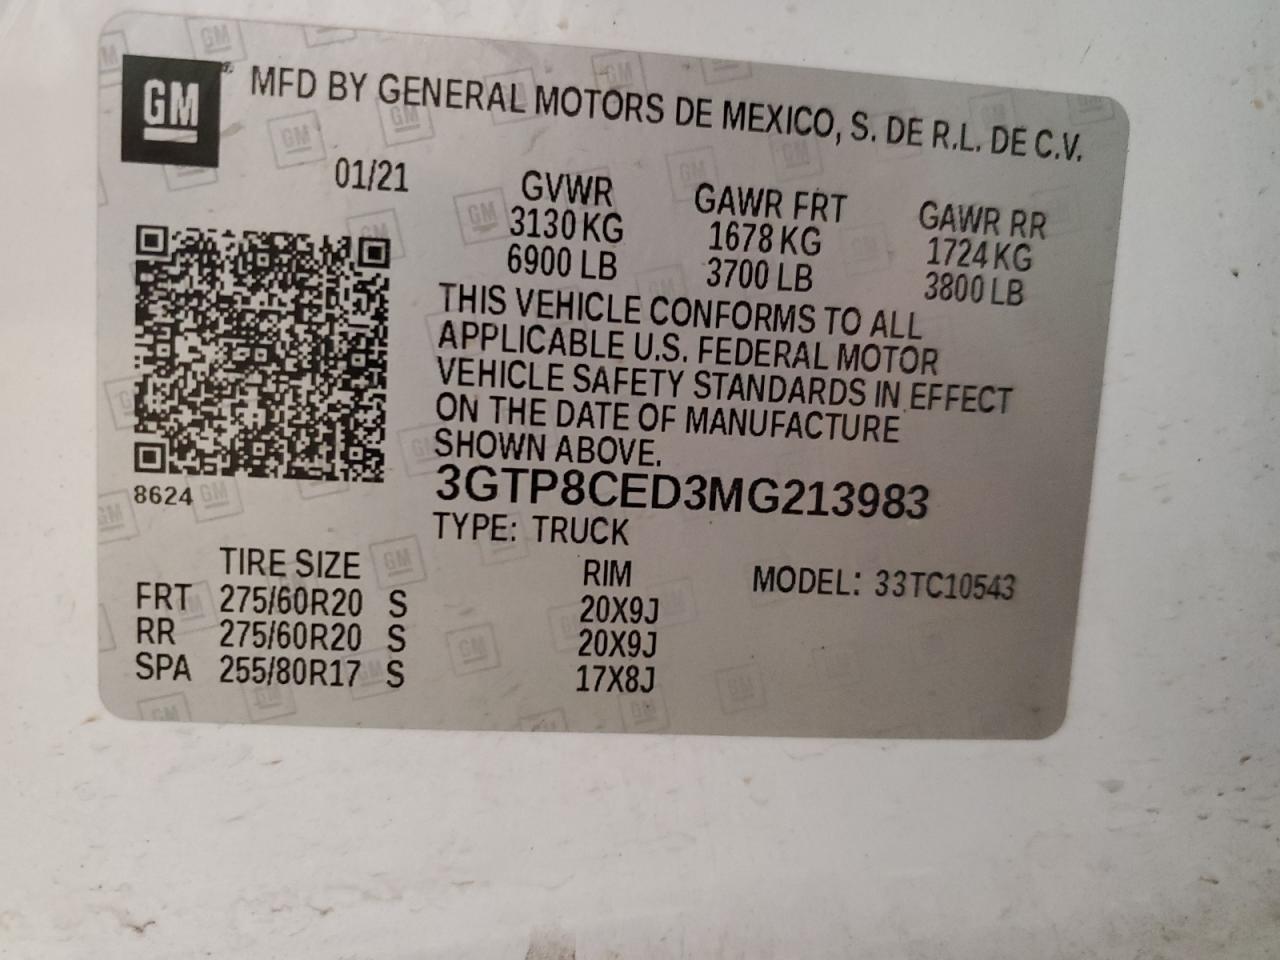 GM
MFD BY GENERAL MOTORS DE MEXICO, S. DE R.L. DE C.V.
01/21
GVWR GAWR FRT GAWR RR
3130 KG 1678 KG 1724 KG
6900 LB 3700 LB 3800 LB
THIS VEHICLE CONFORMS TO ALL
APPLICABLE U.S. FEDERAL MOTOR
VEHICLE SAFETY STANDARDS IN EFFECT
ON THE DATE OF MANUFACTURE
SHOWN ABOVE.
3GTP8CED3MG213983
8624
TYPE: TRUCK
TIRE SIZE RIM MODEL: 33TC10543
FRT 275/60R20 S 20X9J
RR 275/60R20 S 20X9J
SPA 255/80R17 S 17X8J